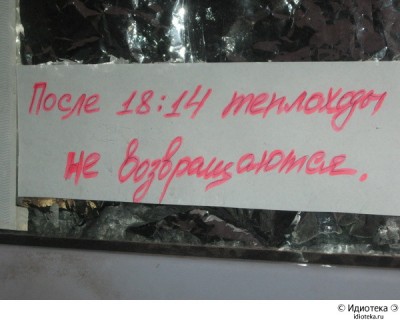 После 18:14 теплоходы
не возвращаются.
© Идиотека
idioteka.ru